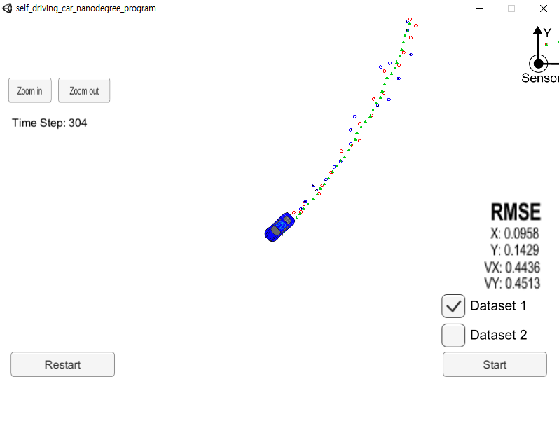 self_driving_car_nanodegree_program
Y
Sensor
Zoom in
Zoom out
Time Step: 304
RMSE
X: 0.0958
Y: 0.1429
VX: 0.4436
VY: 0.4513
Dataset 1
Dataset 2
Restart
Start